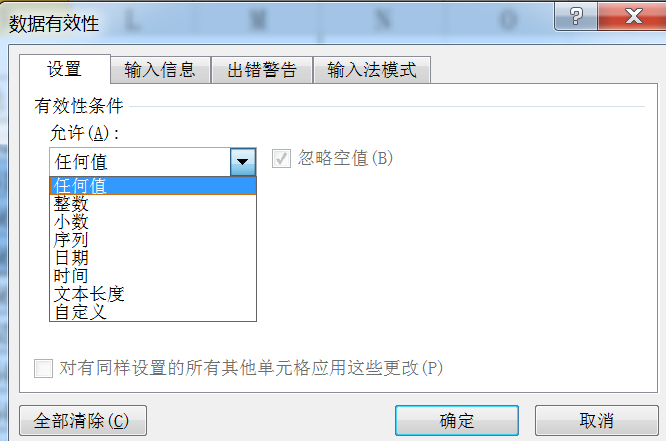 L M N O
数据有效性
设置 输入信息 出错警告 输入法模式
有效性条件
允许(A):
任何值 忽略空值(B)
任何值
整数
小数
序列
日期
时间
文本长度
自定义
对有同样设置的所有其他单元格应用这些更改(P)
全部清除(C) 确定 取消